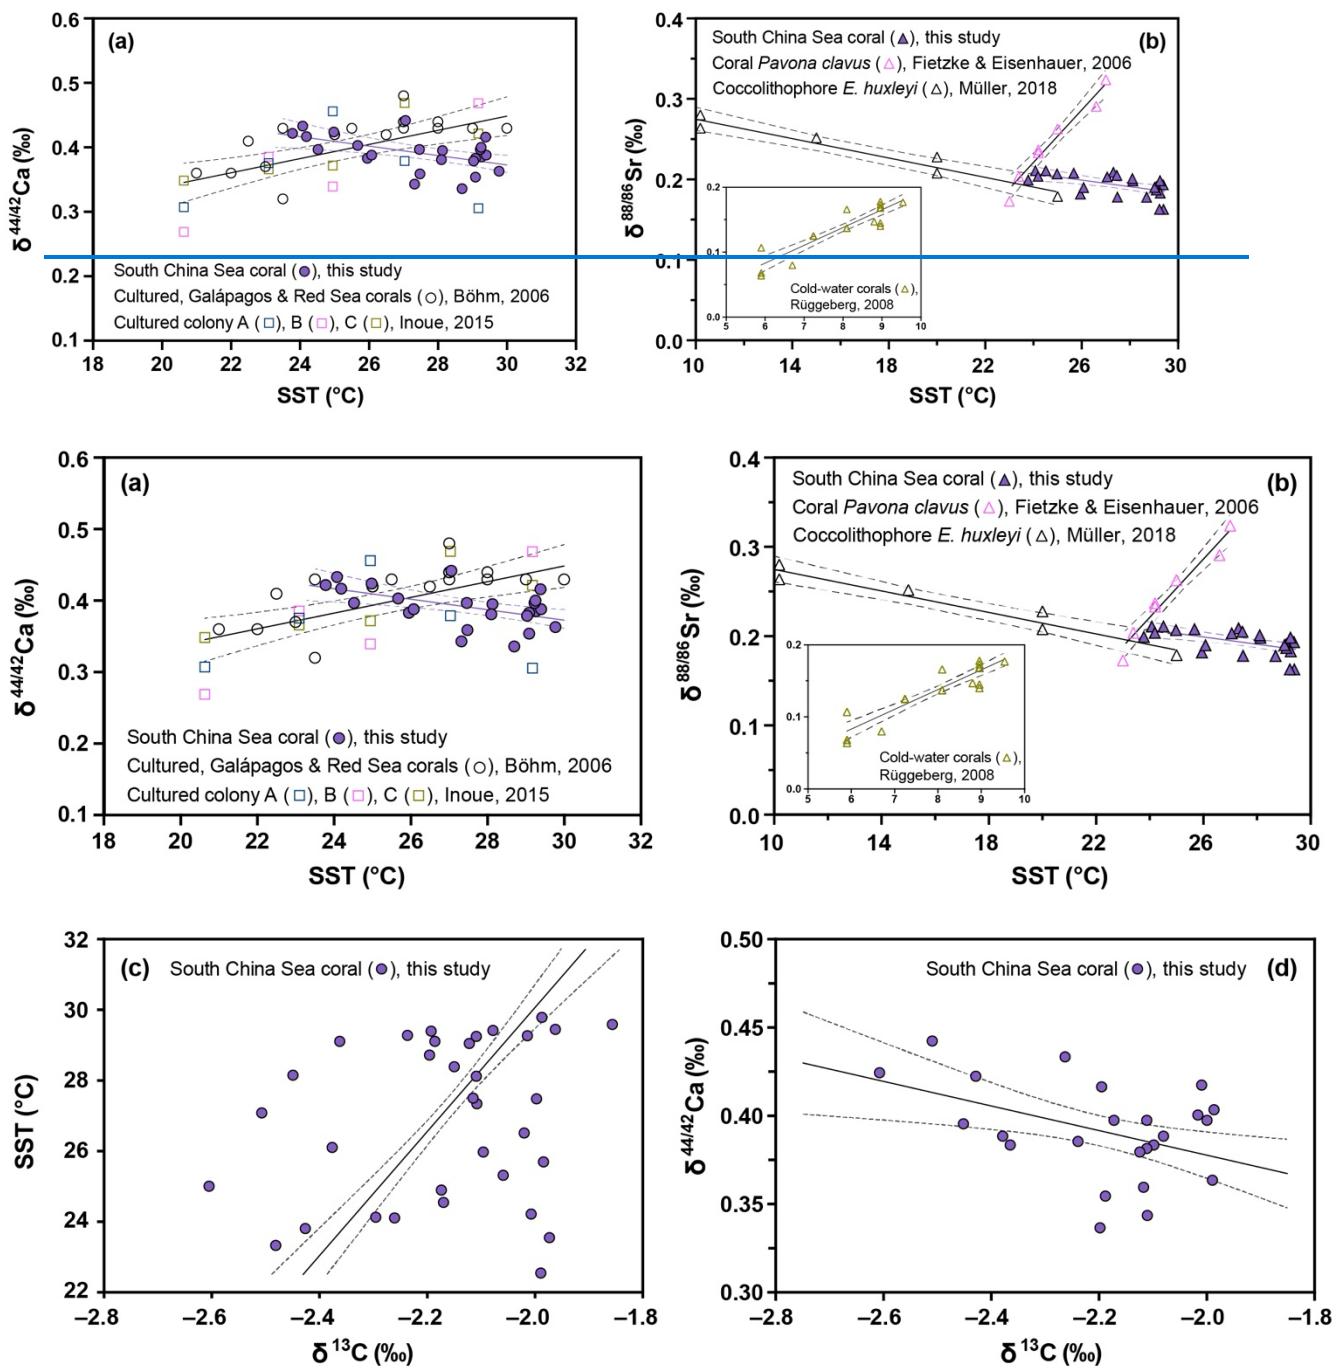 (a)
0.6
0.5
0.4
0.3
0.2
0.1
δ44/42Ca (‰)
South China Sea coral (●), this study
Cultured, Galápagos & Red Sea corals (○), Böhm, 2006
Cultured colony A (□), B (□), C (□), Inoue, 2015
18 20 22 24 26 28 30 32
SST (°C)
(b)
0.4
0.3
0.2
0.1
0.0
δ88/86Sr (‰)
South China Sea coral (▲), this study
Coral Pavona clavus (△), Fietzke & Eisenhauer, 2006
Coccolithophore E. huxleyi (△), Müller, 2018
0.2
0.1
0.0
Cold-water corals (△),
Rüggeberg, 2008
5 6 7 8 9 10
10 14 18 22 26 30
SST (°C)
(a)
0.6
0.5
0.4
0.3
0.2
0.1
δ44/42Ca (‰)
South China Sea coral (●), this study
Cultured, Galápagos & Red Sea corals (○), Böhm, 2006
Cultured colony A (□), B (□), C (□), Inoue, 2015
18 20 22 24 26 28 30 32
SST (°C)
(b)
0.4
0.3
0.2
0.1
0.0
δ88/86Sr (‰)
South China Sea coral (▲), this study
Coral Pavona clavus (△), Fietzke & Eisenhauer, 2006
Coccolithophore E. huxleyi (△), Müller, 2018
0.2
0.1
0.0
Cold-water corals (△),
Rüggeberg, 2008
5 6 7 8 9 10
10 14 18 22 26 30
SST (°C)
(c) South China Sea coral (●), this study
32
30
28
26
24
22
SST (°C)
–2.8 –2.6 –2.4 –2.2 –2.0 –1.8
δ 13C (‰)
South China Sea coral (●), this study (d)
0.50
0.45
0.40
0.35
0.30
δ44/42Ca (‰)
–2.8 –2.6 –2.4 –2.2 –2.0 –1.8
δ 13C (‰)